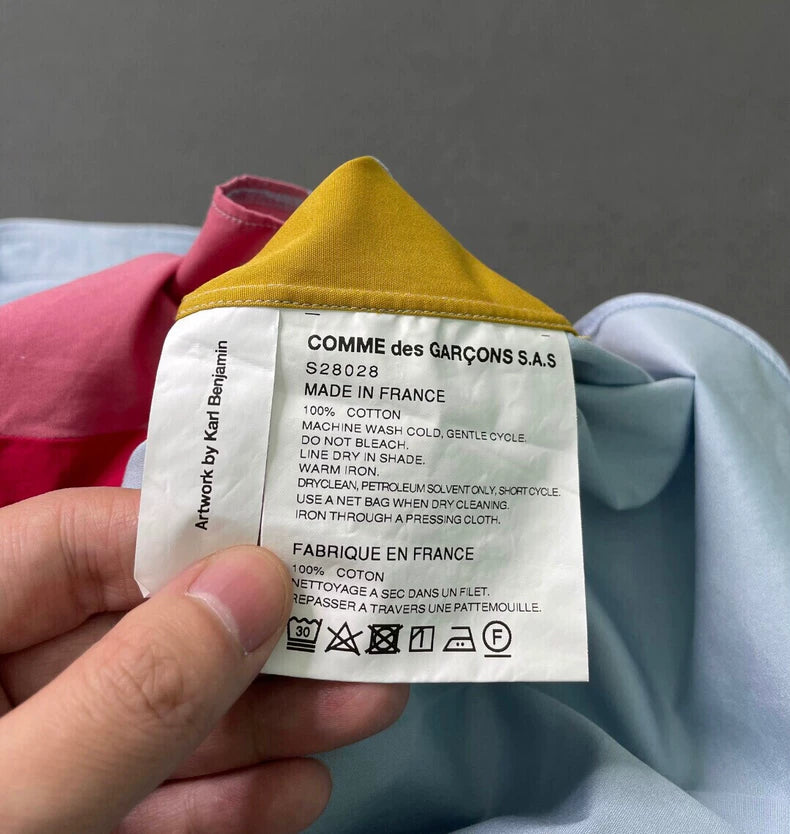 Artwork by Karl Benjamin
COMME des GARÇONS S.A.S
S28028
MADE IN FRANCE
100% COTTON
MACHINE WASH COLD, GENTLE CYCLE.
DO NOT BLEACH.
LINE DRY IN SHADE.
WARM IRON.
DRYCLEAN, PETROLEUM SOLVENT ONLY, SHORT CYCLE.
USE A NET BAG WHEN DRY CLEANING.
IRON THROUGH A PRESSING CLOTH.
FABRIQUE EN FRANCE
100% COTON
NETTOYAGE A SEC DANS UN FILET.
REPASSER A TRAVERS UNE PATTEMOUILLE.
30 F